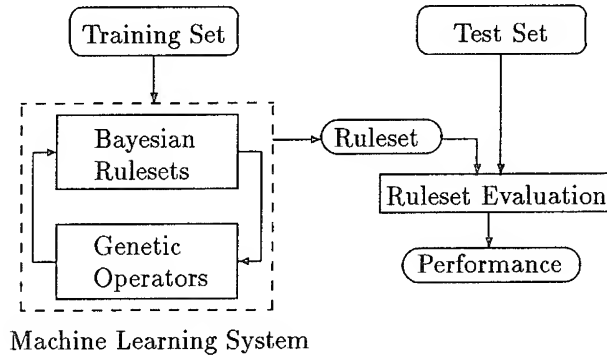 Training Set
Test Set
Bayesian
Rulesets
Ruleset
Ruleset Evaluation
Genetic
Operators
Performance
Machine Learning System